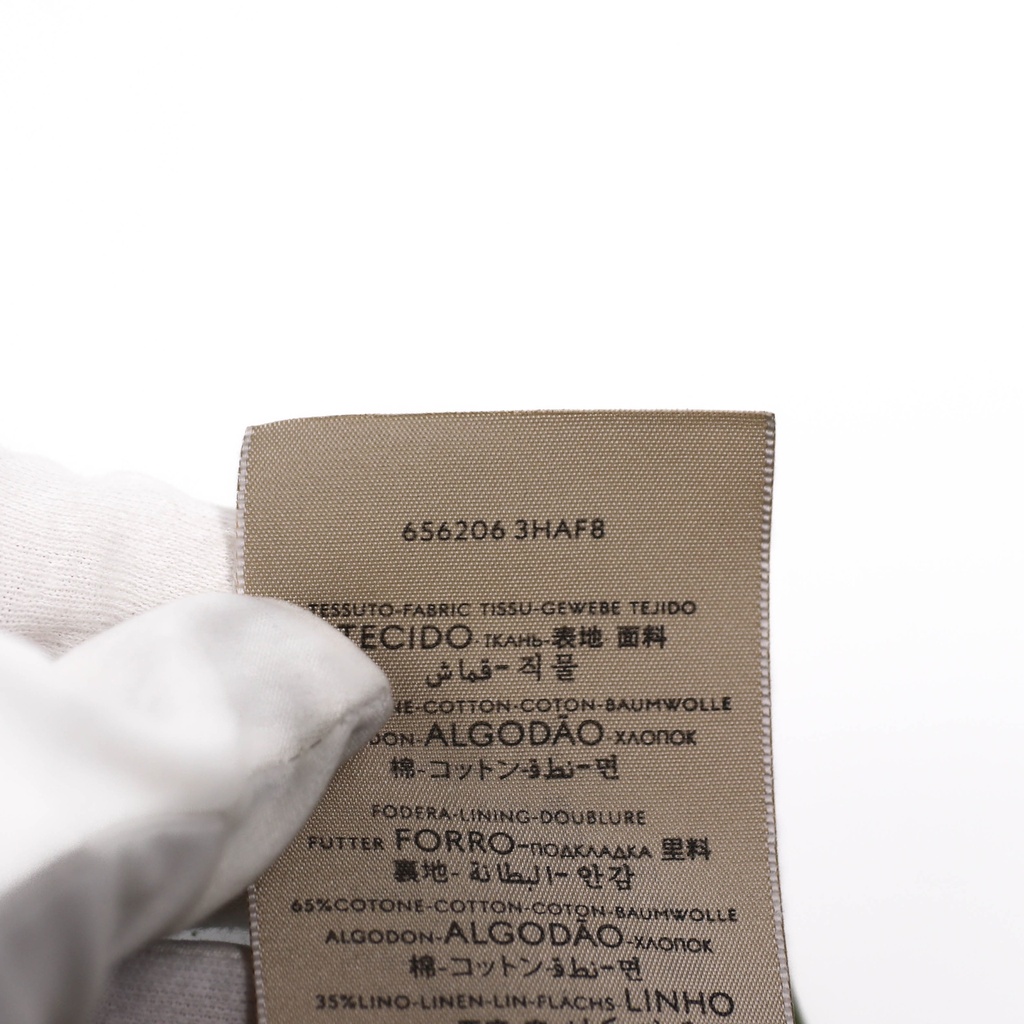 656206 3HAF8
TESSUTO-FABRIC TISSU-GEWEBE TEJIDO
TECIDO ТКАНЬ-表地 面料
قماش-직물
NE-COTTON-COTON-BAUMWOLLE
DON-ALGODÃO ХЛОПОК
棉-コットン-نطق-면
FODERA-LINING-DOUBLURE
FUTTER FORRO-ПОДКЛАДКА 里料
裏地-البطانة-안감
65%COTONE-COTTON-COTON-BAUMWOLLE
ALGODON-ALGODÃO-ХЛОПОК
棉-コットン-نطق-면
35%LINO-LINEN-LIN-FLACHS LINHO